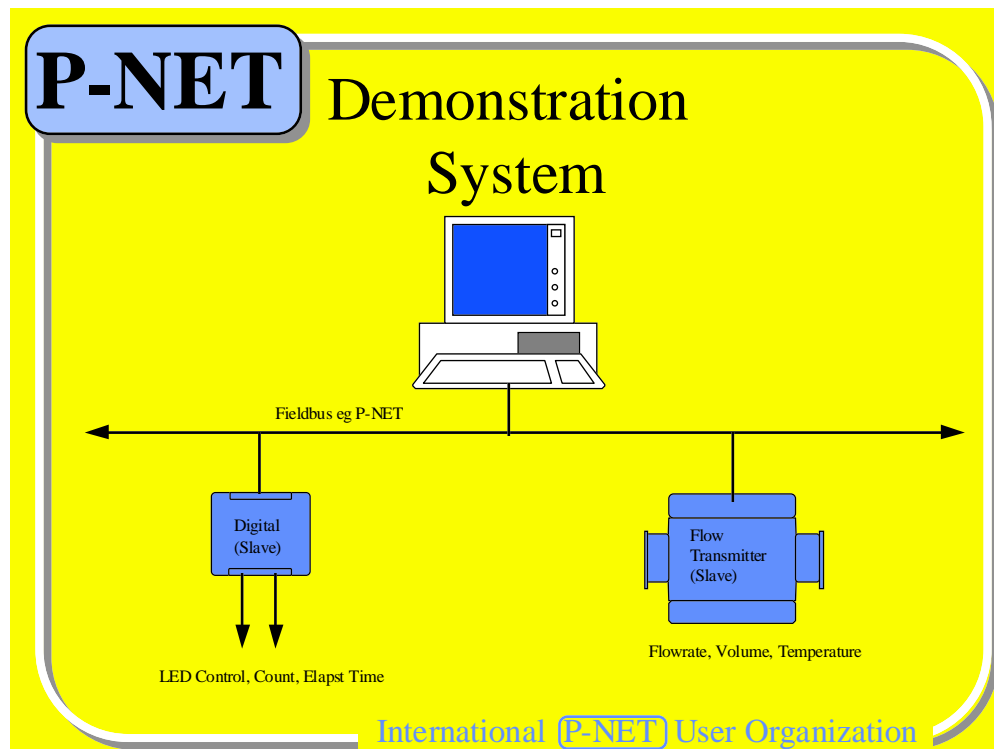 P-NET
Demonstration
System
Fieldbus eg P-NET
Digital
(Slave)
Flow
Transmitter
(Slave)
LED Control, Count, Elapst Time
Flowrate, Volume, Temperature
International P-NET User Organization